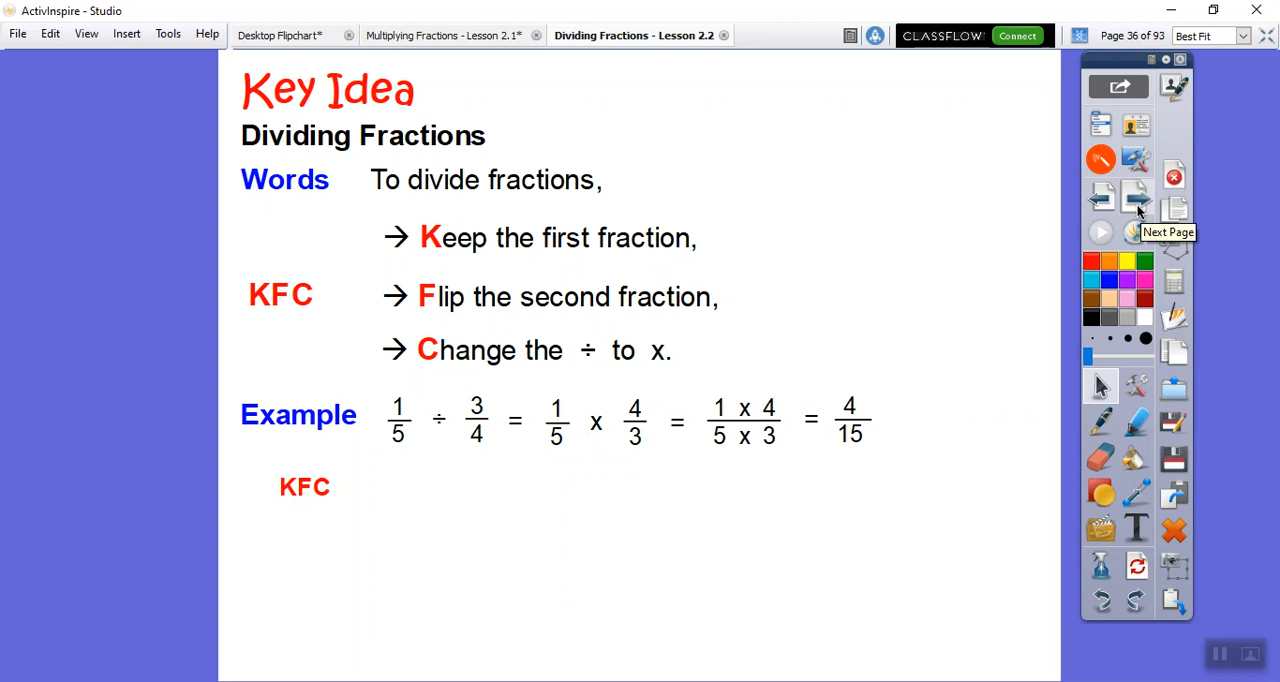 ActivInspire - Studio
File Edit View Insert Tools Help
Desktop Flipchart* Multiplying Fractions - Lesson 2.1* Dividing Fractions - Lesson 2.2
CLASSFLOW Connect
Page 36 of 93 Best Fit
Key Idea
Dividing Fractions
Words To divide fractions,
→ Keep the first fraction,
KFC → Flip the second fraction,
→ Change the ÷ to x.
Example 1/5 ÷ 3/4 = 1/5 x 4/3 = 1 x 4/5 x 3 = 4/15
KFC
Next Page
T